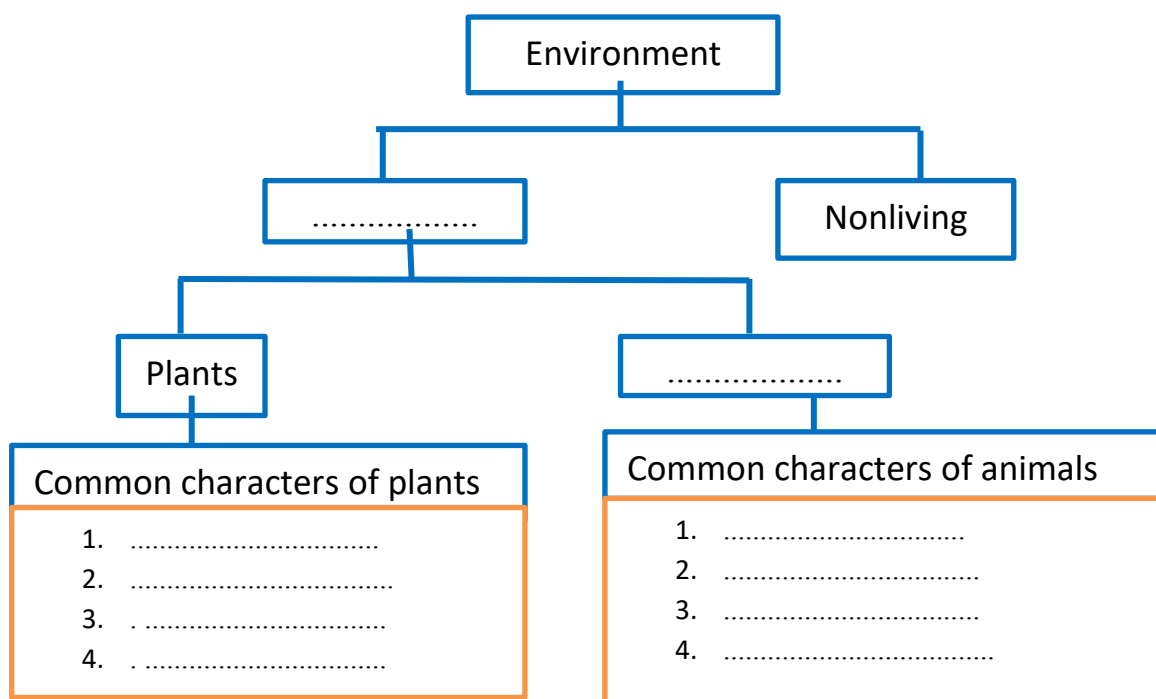 Environment
..................
Nonliving
Plants
...................
Common characters of plants
1. ..................................
2. ....................................
3. . .................................
4. . .................................
Common characters of animals
1. .................................
2. ...................................
3. ...................................
4. .....................................